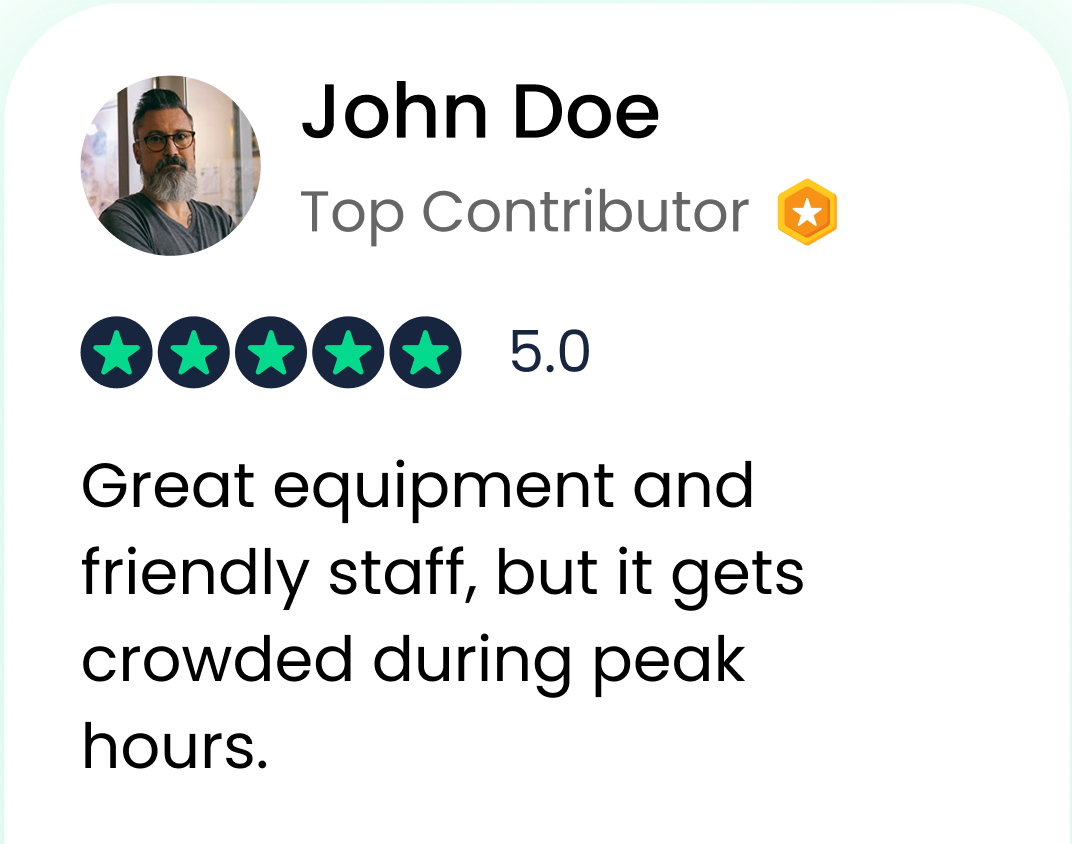 John Doe
Top Contributor
5.0
Great equipment and
friendly staff, but it gets
crowded during peak
hours.